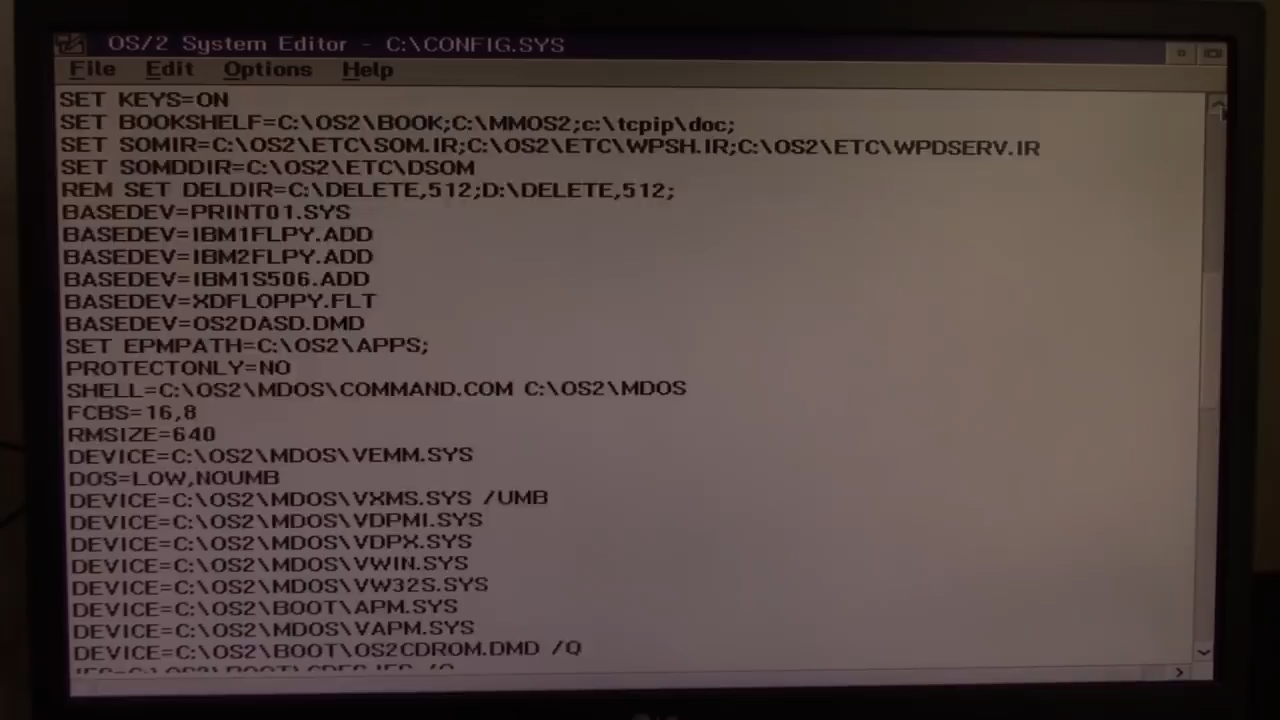 OS/2 System Editor - C:\CONFIG.SYS
File Edit Options Help
SET KEYS=ON
SET BOOKSHELF=C:\OS2\BOOK;C:\MMOS2;c:\tcpip\doc;
SET SOMIR=C:\OS2\ETC\SOM.IR;C:\OS2\ETC\WPSH.IR;C:\OS2\ETC\WPDSERV.IR
SET SOMDDIR=C:\OS2\ETC\DSOM
REM SET DELDIR=C:\DELETE,512;D:\DELETE,512;
BASEDEV=PRINT01.SYS
BASEDEV=IBM1FLPY.ADD
BASEDEV=IBM2FLPY.ADD
BASEDEV=IBM1S506.ADD
BASEDEV=XDFLOPPY.FLT
BASEDEV=OS2DASD.DMD
SET EPMPATH=C:\OS2\APPS;
PROTECTONLY=NO
SHELL=C:\OS2\MDOS\COMMAND.COM C:\OS2\MDOS
FCBS=16,8
RMSIZE=640
DEVICE=C:\OS2\MDOS\VEMM.SYS
DOS=LOW,NOUMB
DEVICE=C:\OS2\MDOS\VXMS.SYS /UMB
DEVICE=C:\OS2\MDOS\VDPMI.SYS
DEVICE=C:\OS2\MDOS\VDPX.SYS
DEVICE=C:\OS2\MDOS\VWIN.SYS
DEVICE=C:\OS2\MDOS\VW32S.SYS
DEVICE=C:\OS2\BOOT\APM.SYS
DEVICE=C:\OS2\MDOS\VAPM.SYS
DEVICE=C:\OS2\BOOT\OS2CDROM.DMD /Q